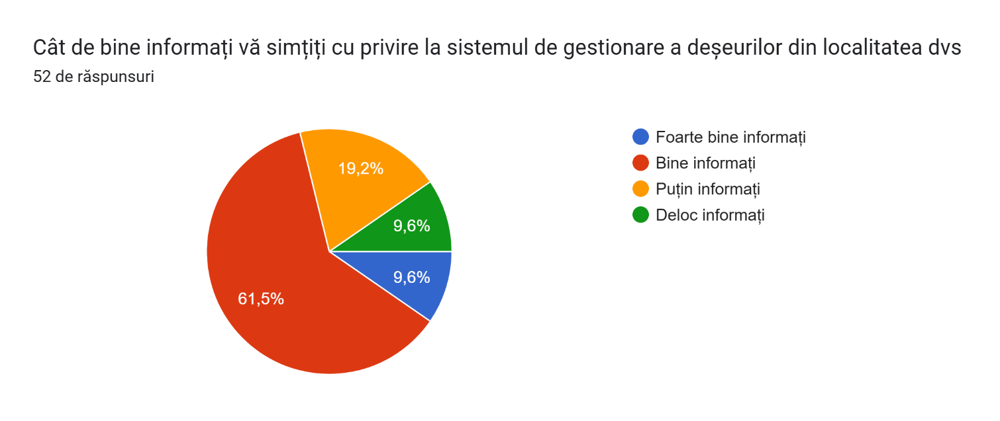 Cât de bine informați vă simțiți cu privire la sistemul de gestionare a deșeurilor din localitatea dvs
52 de răspunsuri
Foarte bine informați
Bine informați
Puțin informați
Deloc informați
19,2%
9,6%
9,6%
61,5%